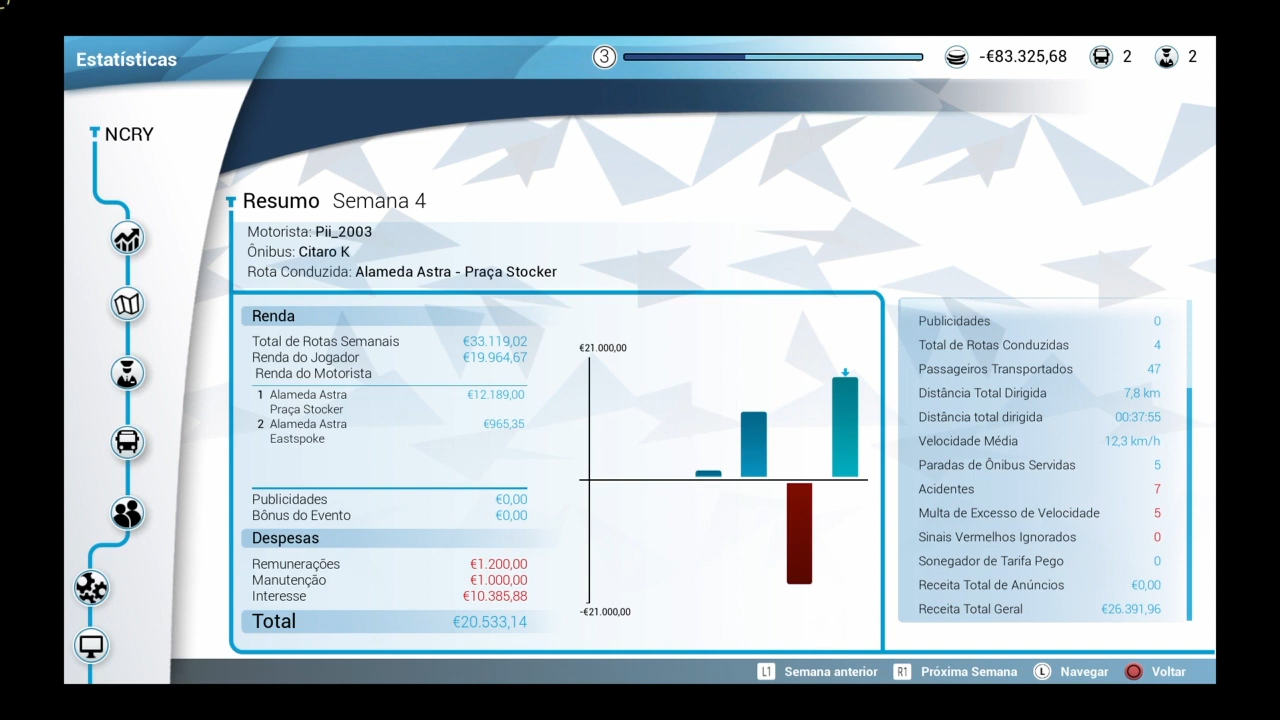 Estatísticas
3
-€83.325,68
2
2
NCRY
Resumo Semana 4
Motorista: Pii_2003
Ônibus: Citaro K
Rota Conduzida: Alameda Astra - Praça Stocker
Renda
Total de Rotas Semanais €33.119,02
Renda do Jogador €19.964,67
Renda do Motorista
1 Alameda Astra €12.189,00
Praça Stocker
2 Alameda Astra €965,35
Eastspoke
Publicidades €0,00
Bônus do Evento €0,00
Despesas
Remunerações €1.200,00
Manutenção €1.000,00
Interesse €10.385,88
Total €20.533,14
€21.000,00
-€21.000,00
Publicidades 0
Total de Rotas Conduzidas 4
Passageiros Transportados 47
Distância Total Dirigida 7,8 km
Distância total dirigida 00:37:55
Velocidade Média 12,3 km/h
Paradas de Ônibus Servidas 5
Acidentes 7
Multa de Excesso de Velocidade 5
Sinais Vermelhos Ignorados 0
Sonegador de Tarifa Pego 0
Receita Total de Anúncios €0,00
Receita Total Geral €26.391,96
L1 Semana anterior R1 Próxima Semana L Navegar Voltar